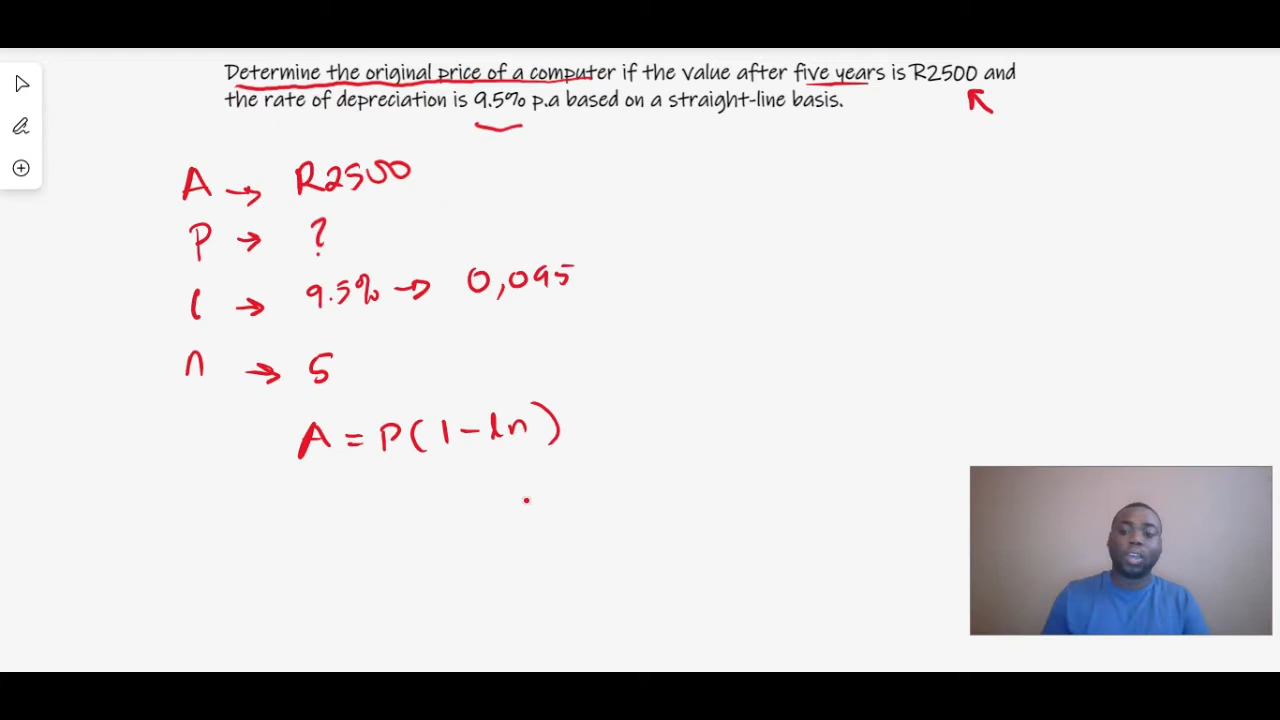 Determine the original price of a computer if the value after five years is R2500 and
the rate of depreciation is 9.5% p.a based on a straight-line basis.
A → R2500
P → ?
i → 9.5% → 0,095
n → 5
A = P(1-in)